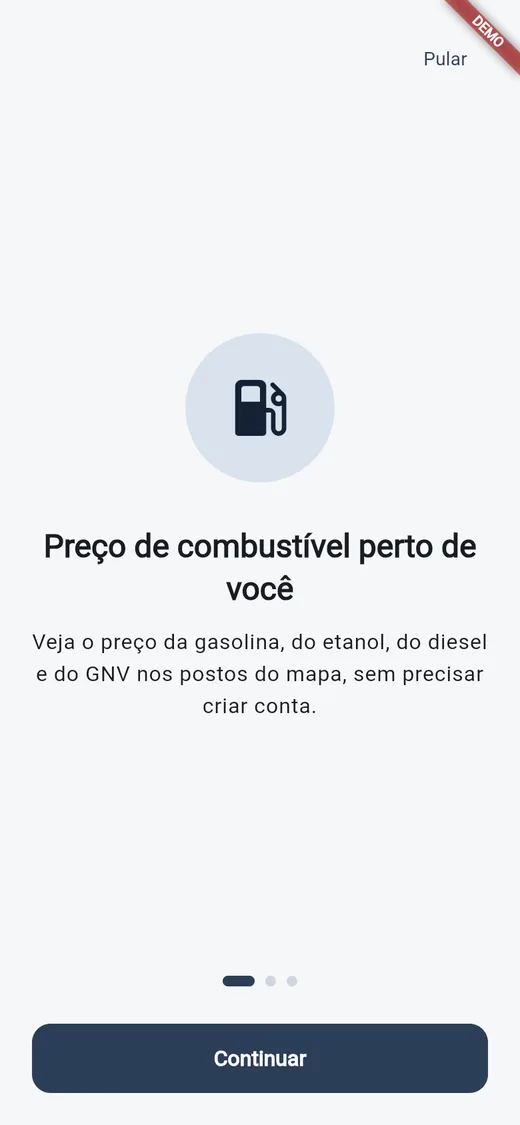 DEMO
Pular
Preço de combustível perto de
você
Veja o preço da gasolina, do etanol, do diesel
e do GNV nos postos do mapa, sem precisar
criar conta.
Continuar